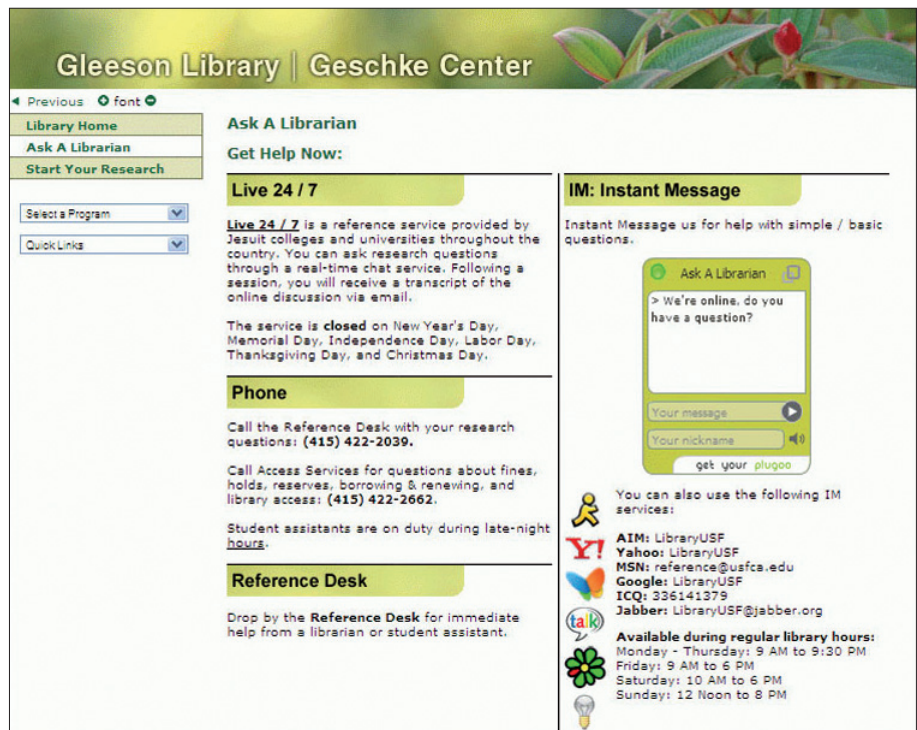 Gleeson Library | Geschke Center
Previous font
Library Home
Ask A Librarian
Start Your Research
Select a Program
Quick Links
Ask A Librarian
Get Help Now:
Live 24 / 7
Live 24 / 7 is a reference service provided by
Jesuit colleges and universities throughout the
country. You can ask research questions
through a real-time chat service. Following a
session, you will receive a transcript of the
online discussion via email.
The service is closed on New Year's Day,
Memorial Day, Independence Day, Labor Day,
Thanksgiving Day, and Christmas Day.
Phone
Call the Reference Desk with your research
questions: (415) 422-2039.
Call Access Services for questions about fines,
holds, reserves, borrowing & renewing, and
library access: (415) 422-2662.
Student assistants are on duty during late-night
hours.
Reference Desk
Drop by the Reference Desk for immediate
help from a librarian or student assistant.
IM: Instant Message
Instant Message us for help with simple / basic
questions.
Ask A Librarian
> We're online, do you
have a question?
Your message
Your nickname
get your plugoo
You can also use the following IM
services:
AIM: LibraryUSF
Yahoo: LibraryUSF
MSN: reference@usfca.edu
Google: LibraryUSF
ICQ: 336141379
Jabber: LibraryUSF@jabber.org
Y!
talk
Available during regular library hours:
Monday - Thursday: 9 AM to 9:30 PM
Friday: 9 AM to 6 PM
Saturday: 10 AM to 6 PM
Sunday: 12 Noon to 8 PM